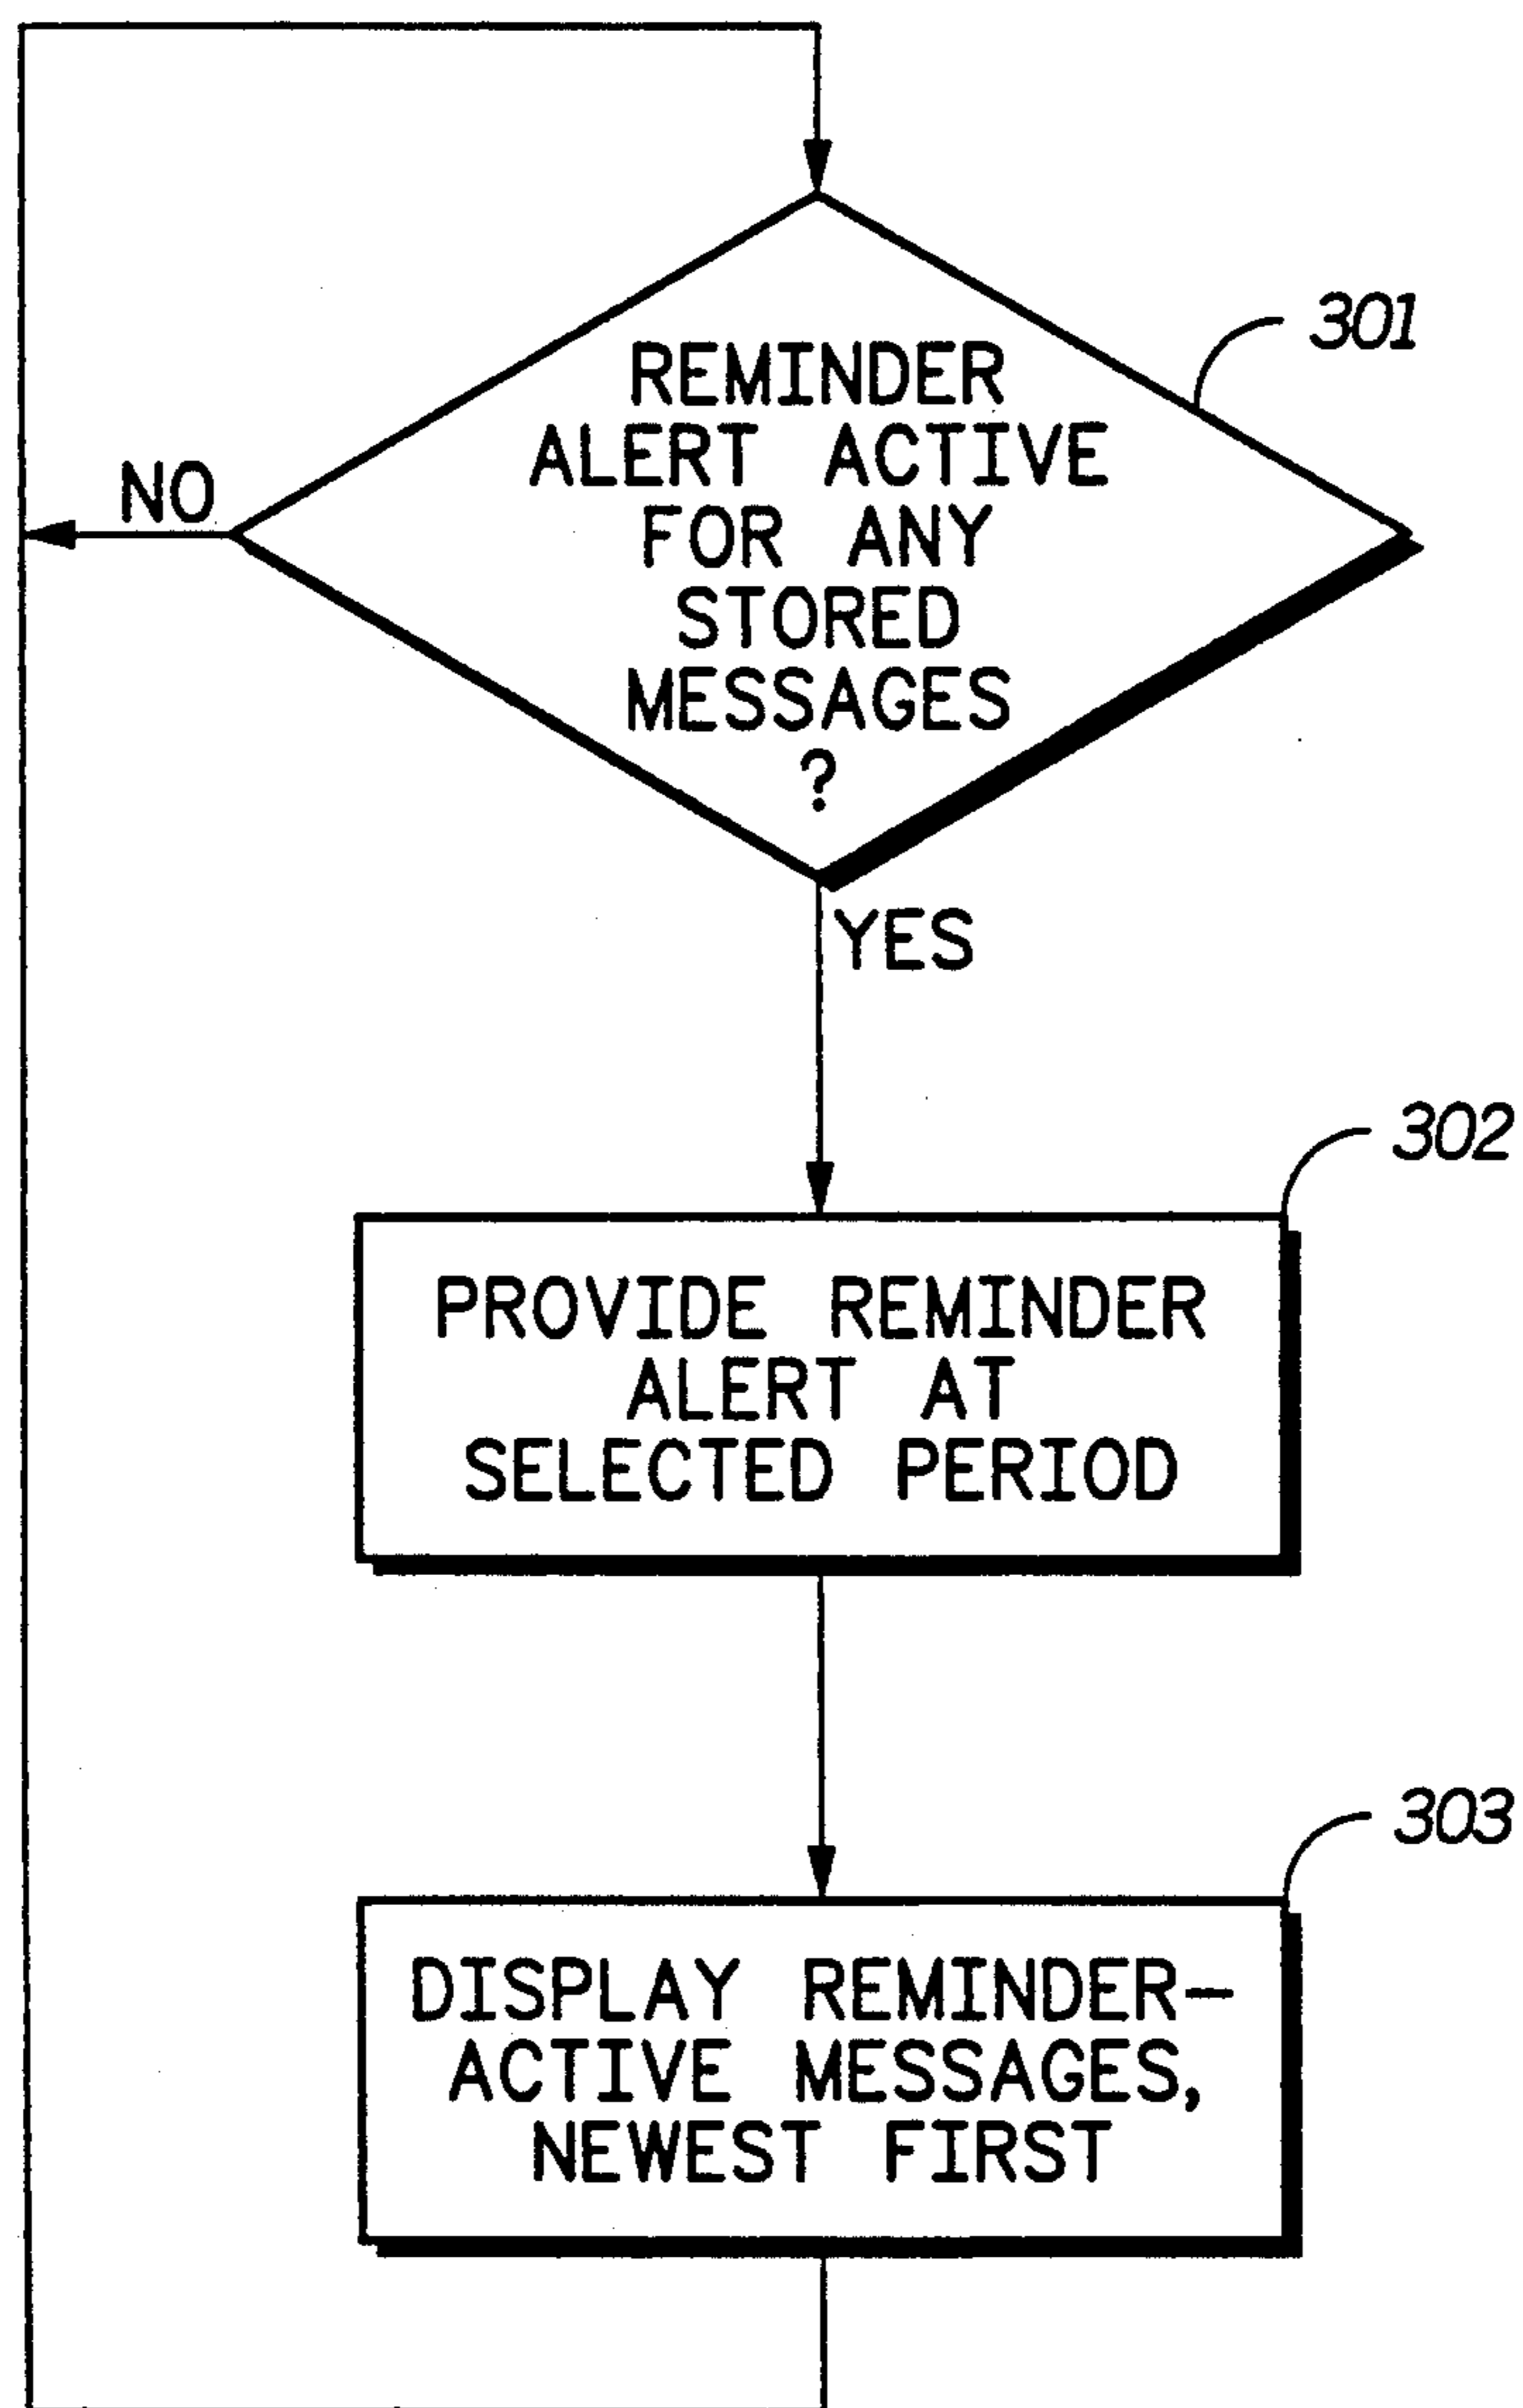 301
REMINDER
ALERT ACTIVE
FOR ANY
STORED
MESSAGES
?
NO
YES
302
PROVIDE REMINDER
ALERT AT
SELECTED PERIOD
303
DISPLAY REMINDER-
ACTIVE MESSAGES,
NEWEST FIRST